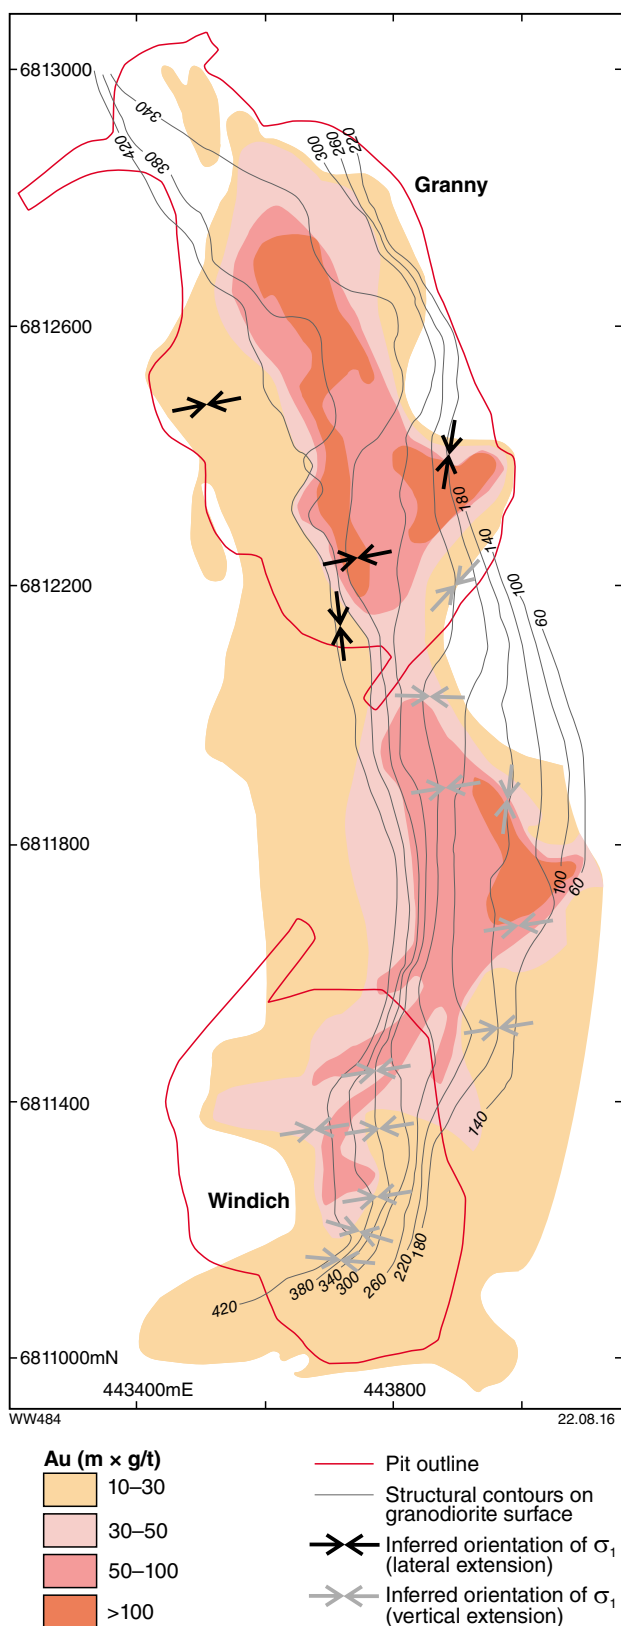 6813000
340
420
380
300
260
220
Granny
6812600
180
140
100
60
6812200
6811800
100
60
6811400
140
Windich
180
220
260
300
340
380
420
6811000mN
443400mE
443800
WW484
22.08.16
Au (m × g/t)
10–30
30–50
50–100
>100
Pit outline
Structural contours on
granodiorite surface
Inferred orientation of σ1
(lateral extension)
Inferred orientation of σ1
(vertical extension)